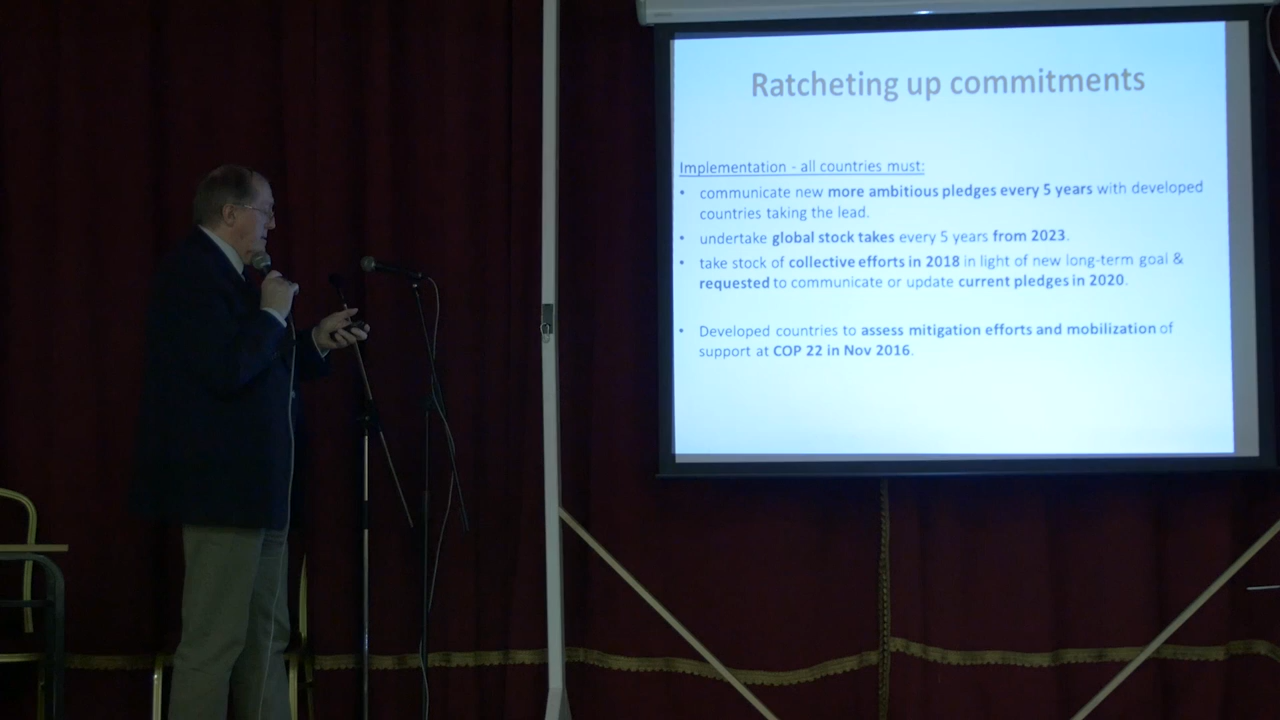 Ratcheting up commitments
Implementation - all countries must:
• communicate new more ambitious pledges every 5 years with developed
countries taking the lead.
• undertake global stock takes every 5 years from 2023.
• take stock of collective efforts in 2018 in light of new long-term goal &
requested to communicate or update current pledges in 2020.
• Developed countries to assess mitigation efforts and mobilization of
support at COP 22 in Nov 2016.